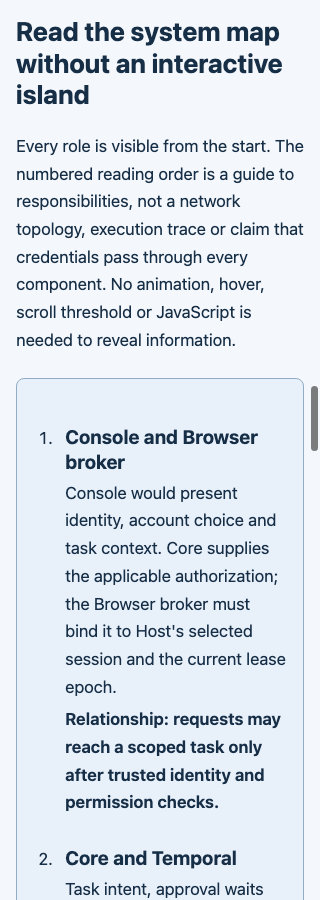 Read the system map
without an interactive
island
Every role is visible from the start. The
numbered reading order is a guide to
responsibilities, not a network
topology, execution trace or claim that
credentials pass through every
component. No animation, hover,
scroll threshold or JavaScript is
needed to reveal information.
1. Console and Browser
broker
Console would present
identity, account choice and
task context. Core supplies
the applicable authorization;
the Browser broker must
bind it to Host's selected
session and the current lease
epoch.
Relationship: requests may
reach a scoped task only
after trusted identity and
permission checks.
2. Core and Temporal
Task intent, approval waits